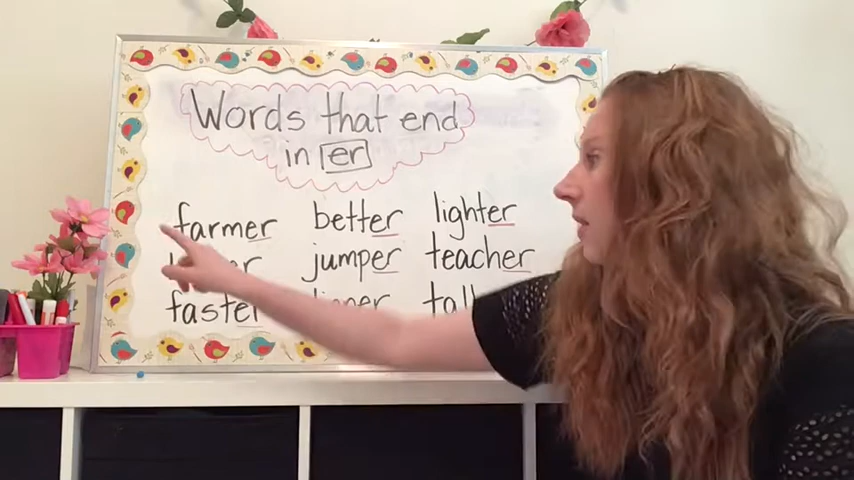 Words that end
in er
farmer better lighter
jumper teacher
faster